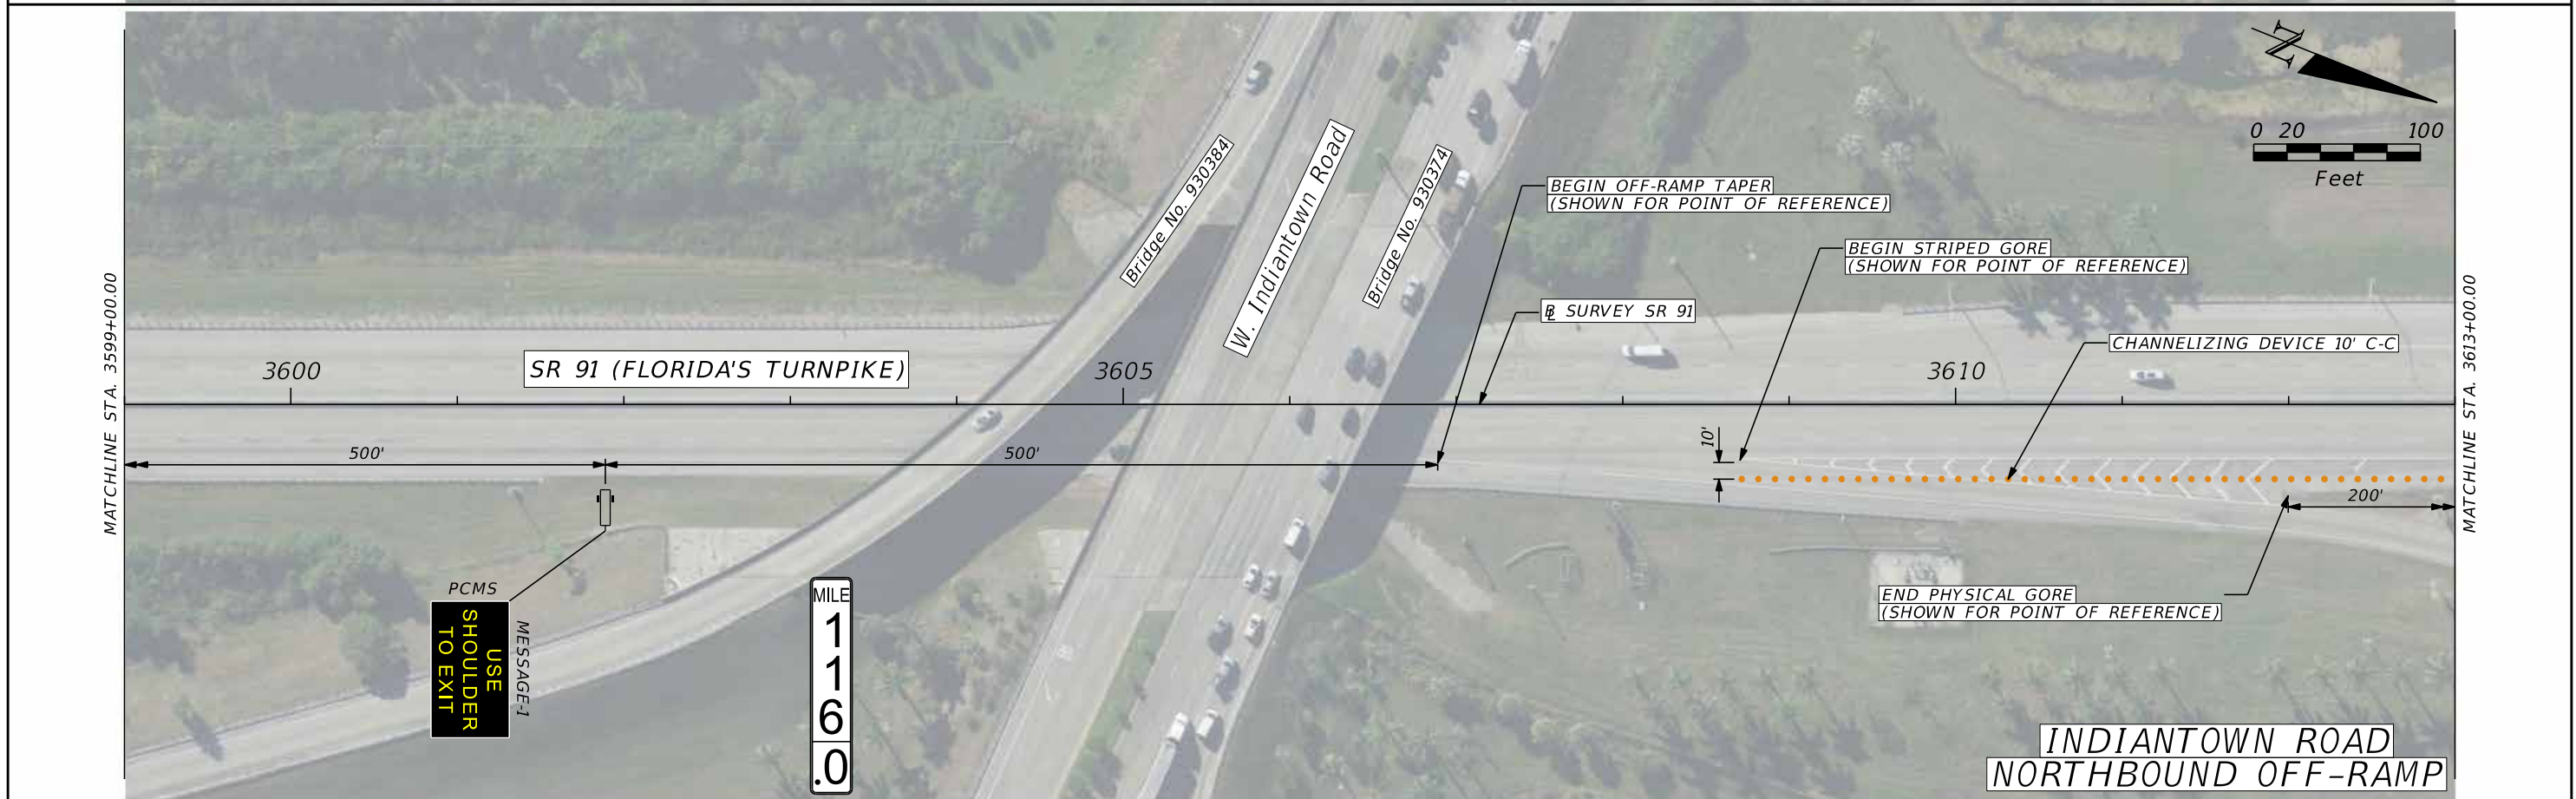 N
0 20 100
Feet
Bridge No. 930384
W. Indiantown Road
Bridge No. 930374
BEGIN OFF-RAMP TAPER
(SHOWN FOR POINT OF REFERENCE)
BEGIN STRIPED GORE
(SHOWN FOR POINT OF REFERENCE)
BL SURVEY SR 91
CHANNELIZING DEVICE 10' C-C
MATCHLINE STA. 3599+00.00
3600
SR 91 (FLORIDA'S TURNPIKE)
3605
3610
MATCHLINE STA. 3613+00.00
500'
500'
10'
200'
PCMS
USE
SHOULDER
TO EXIT
MESSAGE-1
MILE
1
1
6
.0
END PHYSICAL GORE
(SHOWN FOR POINT OF REFERENCE)
INDIANTOWN ROAD
NORTHBOUND OFF-RAMP